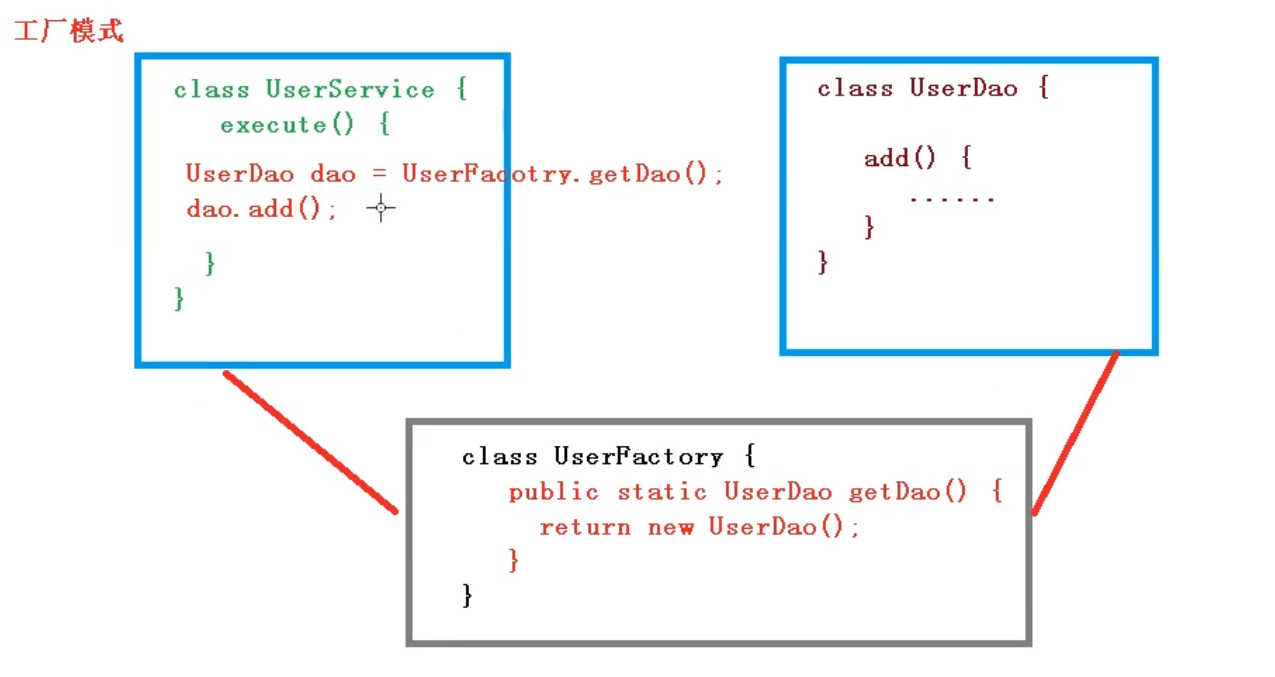 工厂模式
class UserService {
execute() {
UserDao dao = UserFacotry.getDao();
dao.add();
}
}
class UserDao {
add() {
......
}
}
class UserFactory {
public static UserDao getDao() {
return new UserDao();
}
}